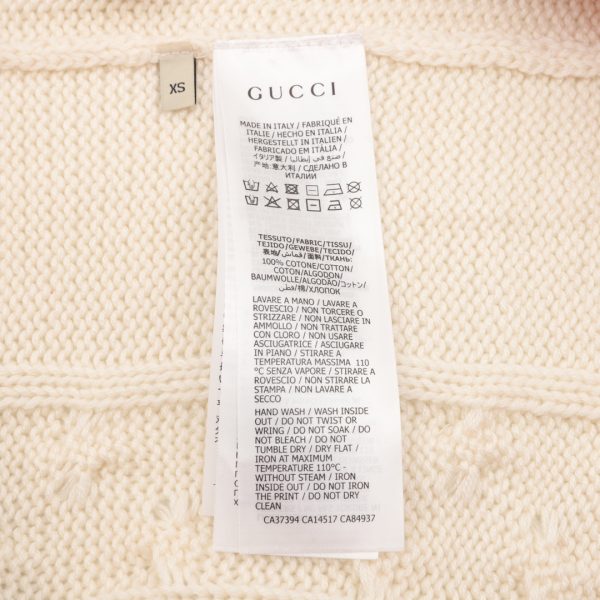 XS
GUCCI
MADE IN ITALY / FABRIQUÉ EN
ITALIE / HECHO EN ITALIA /
HERGESTELLT IN ITALIEN /
FABRICADO EM ITÁLIA /
イタリア製 / صنع في إيطاليا /
产地:意大利 / СДЕЛАНО В
ИТАЛИИ
TESSUTO/FABRIC/TISSU/
TEJIDO/GEWEBE/TECIDO/
表地/قماش/面料/ТКАНЬ:
100% COTONE/COTTON/
COTON/ALGODON/
BAUMWOLLE/ALGODÃO/コットン/
قطن/棉/ХЛОПОК
LAVARE A MANO / LAVARE A
ROVESCIO / NON TORCERE O
STRIZZARE / NON LASCIARE IN
AMMOLLO / NON TRATTARE
CON CLORO / NON USARE
ASCIUGATRICE / ASCIUGARE
IN PIANO / STIRARE A
TEMPERATURA MASSIMA 110
°C SENZA VAPORE / STIRARE A
ROVESCIO / NON STIRARE LA
STAMPA / NON LAVARE A
SECCO
HAND WASH / WASH INSIDE
OUT / DO NOT TWIST OR
WRING / DO NOT SOAK / DO
NOT BLEACH / DO NOT
TUMBLE DRY / DRY FLAT /
IRON AT MAXIMUM
TEMPERATURE 110°C -
WITHOUT STEAM / IRON
INSIDE OUT / DO NOT IRON
THE PRINT / DO NOT DRY
CLEAN
CA37394 CA14517 CA84937